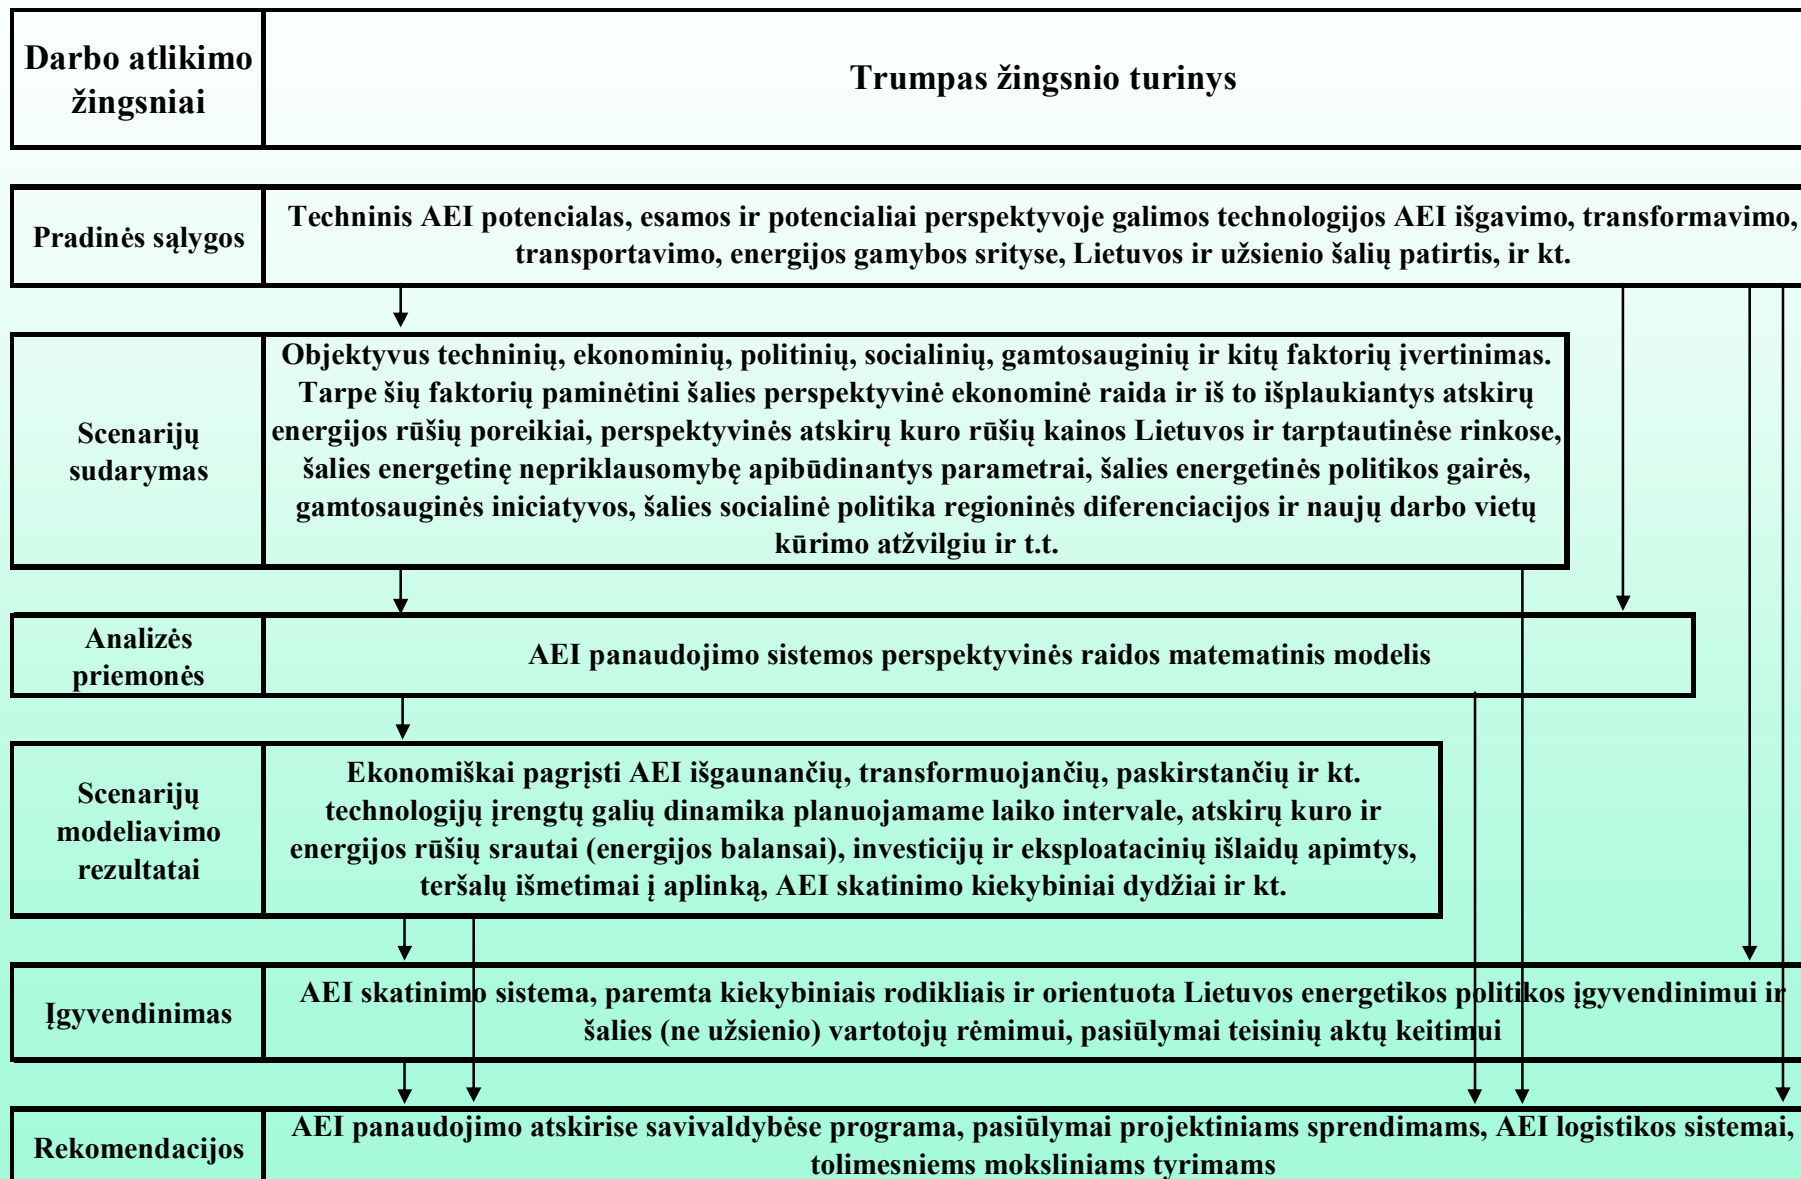 Darbo atlikimo
žingsniai
Trumpas žingsnio turinys
Pradinės sąlygos
Techninis AEI potencialas, esamos ir potencialiai perspektyvoje galimos technologijos AEI išgavimo, transformavimo,
transportavimo, energijos gamybos srityse, Lietuvos ir užsienio šalių patirtis, ir kt.
Scenarijų
sudarymas
Objektyvus techninių, ekonominių, politinių, socialinių, gamtosauginių ir kitų faktorių įvertinimas.
Tarpe šių faktorių paminėtini šalies perspektyvinė ekonominė raida ir iš to išplaukiantys atskirų
energijos rūšių poreikiai, perspektyvinės atskirų kuro rūšių kainos Lietuvos ir tarptautinėse rinkose,
šalies energetinę nepriklausomybę apibūdinantys parametrai, šalies energetinės politikos gairės,
gamtosauginės iniciatyvos, šalies socialinė politika regioninės diferenciacijos ir naujų darbo vietų
kūrimo atžvilgiu ir t.t.
Analizės
priemonės
AEI panaudojimo sistemos perspektyvinės raidos matematinis modelis
Scenarijų
modeliavimo
rezultatai
Ekonomiškai pagrįsti AEI išgaunančių, transformuojančių, paskirstančių ir kt.
technologijų įrengtų galių dinamika planuojamame laiko intervale, atskirų kuro ir
energijos rūšių srautai (energijos balansai), investicijų ir eksploatacinių išlaidų apimtys,
teršalų išmetimai į aplinką, AEI skatinimo kiekybiniai dydžiai ir kt.
Įgyvendinimas
AEI skatinimo sistema, paremta kiekybiniais rodikliais ir orientuota Lietuvos energetikos politikos įgyvendinimui ir
šalies (ne užsienio) vartotojų rėmimui, pasiūlymai teisinių aktų keitimui
Rekomendacijos
AEI panaudojimo atskirise savivaldybėse programa, pasiūlymai projektiniams sprendimams, AEI logistikos sistemai,
tolimesniems moksliniams tyrimams